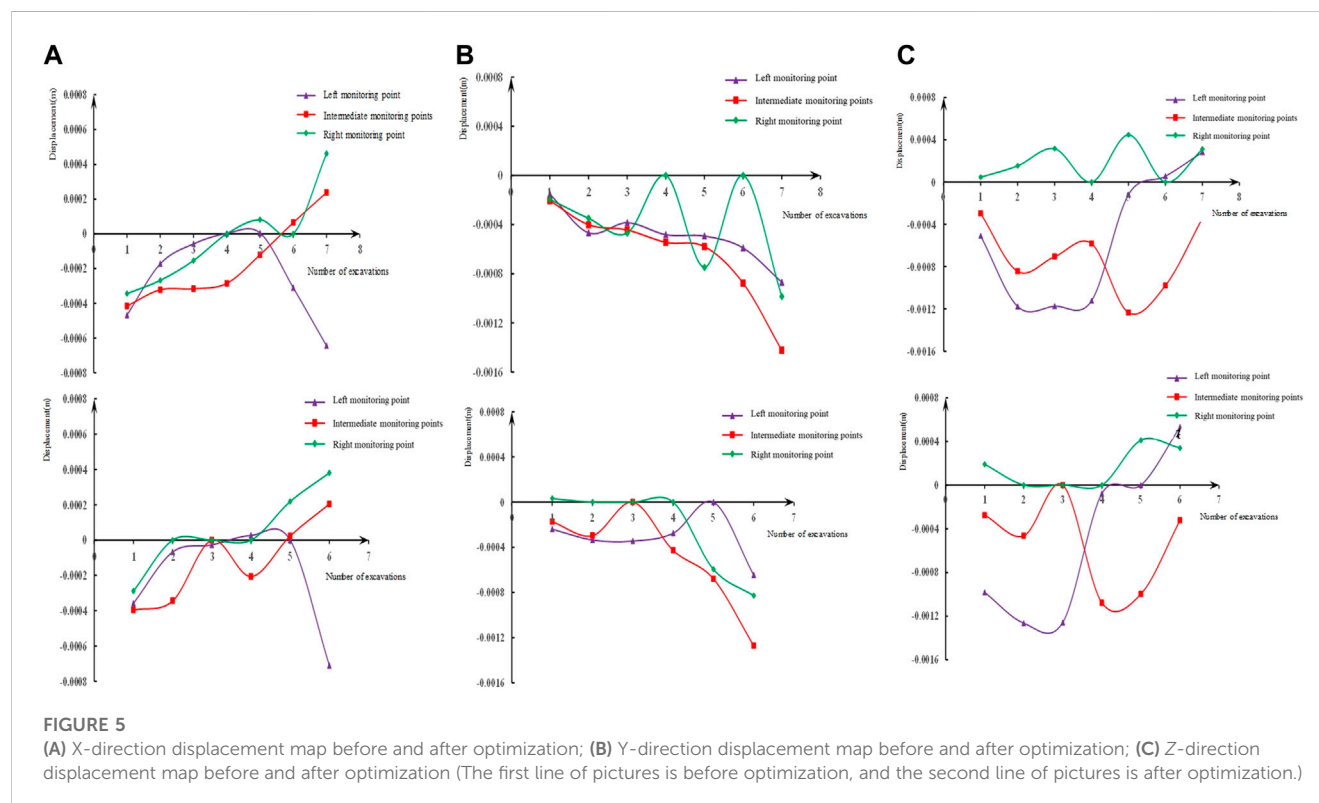 A
Displacement(m)
0.0008
0.0006
0.0004
0.0002
0
-0.0002
-0.0004
-0.0006
-0.0008
0 1 2 3 4 5 6 7 8
Number of excavations
Left monitoring point
Intermediate monitoring points
Right monitoring point
B
Displacement(m)
0.0008
0.0004
0
-0.0004
-0.0008
-0.0012
-0.0016
1 2 3 4 5 6 7 8
Number of excavations
Left monitoring point
Intermediate monitoring points
Right monitoring point
C
Displacement(m)
0.0008
0.0004
0
-0.0004
-0.0008
-0.0012
-0.0016
1 2 3 4 5 6 7 8
Number of excavations
Left monitoring point
Intermediate monitoring points
Right monitoring point
Displacement(m)
0.0008
0.0006
0.0004
0.0002
0
-0.0002
-0.0004
-0.0006
-0.0008
0 1 2 3 4 5 6 7
Number of excavations
Left monitoring point
Intermediate monitoring points
Right monitoring point
Displacement(m)
0.0008
0.0004
0
-0.0004
-0.0008
-0.0012
-0.0016
1 2 3 4 5 6 7
Number of excavations
Left monitoring point
Intermediate monitoring points
Right monitoring point
Displacement(m)
0.0008
0.0004
0
-0.0004
-0.0008
-0.0012
-0.0016
1 2 3 4 5 6 7
Number of excavations
Left monitoring point
Intermediate monitoring points
Right monitoring point
FIGURE 5
(A) X-direction displacement map before and after optimization; (B) Y-direction displacement map before and after optimization; (C) Z-direction
displacement map before and after optimization (The first line of pictures is before optimization, and the second line of pictures is after optimization.)